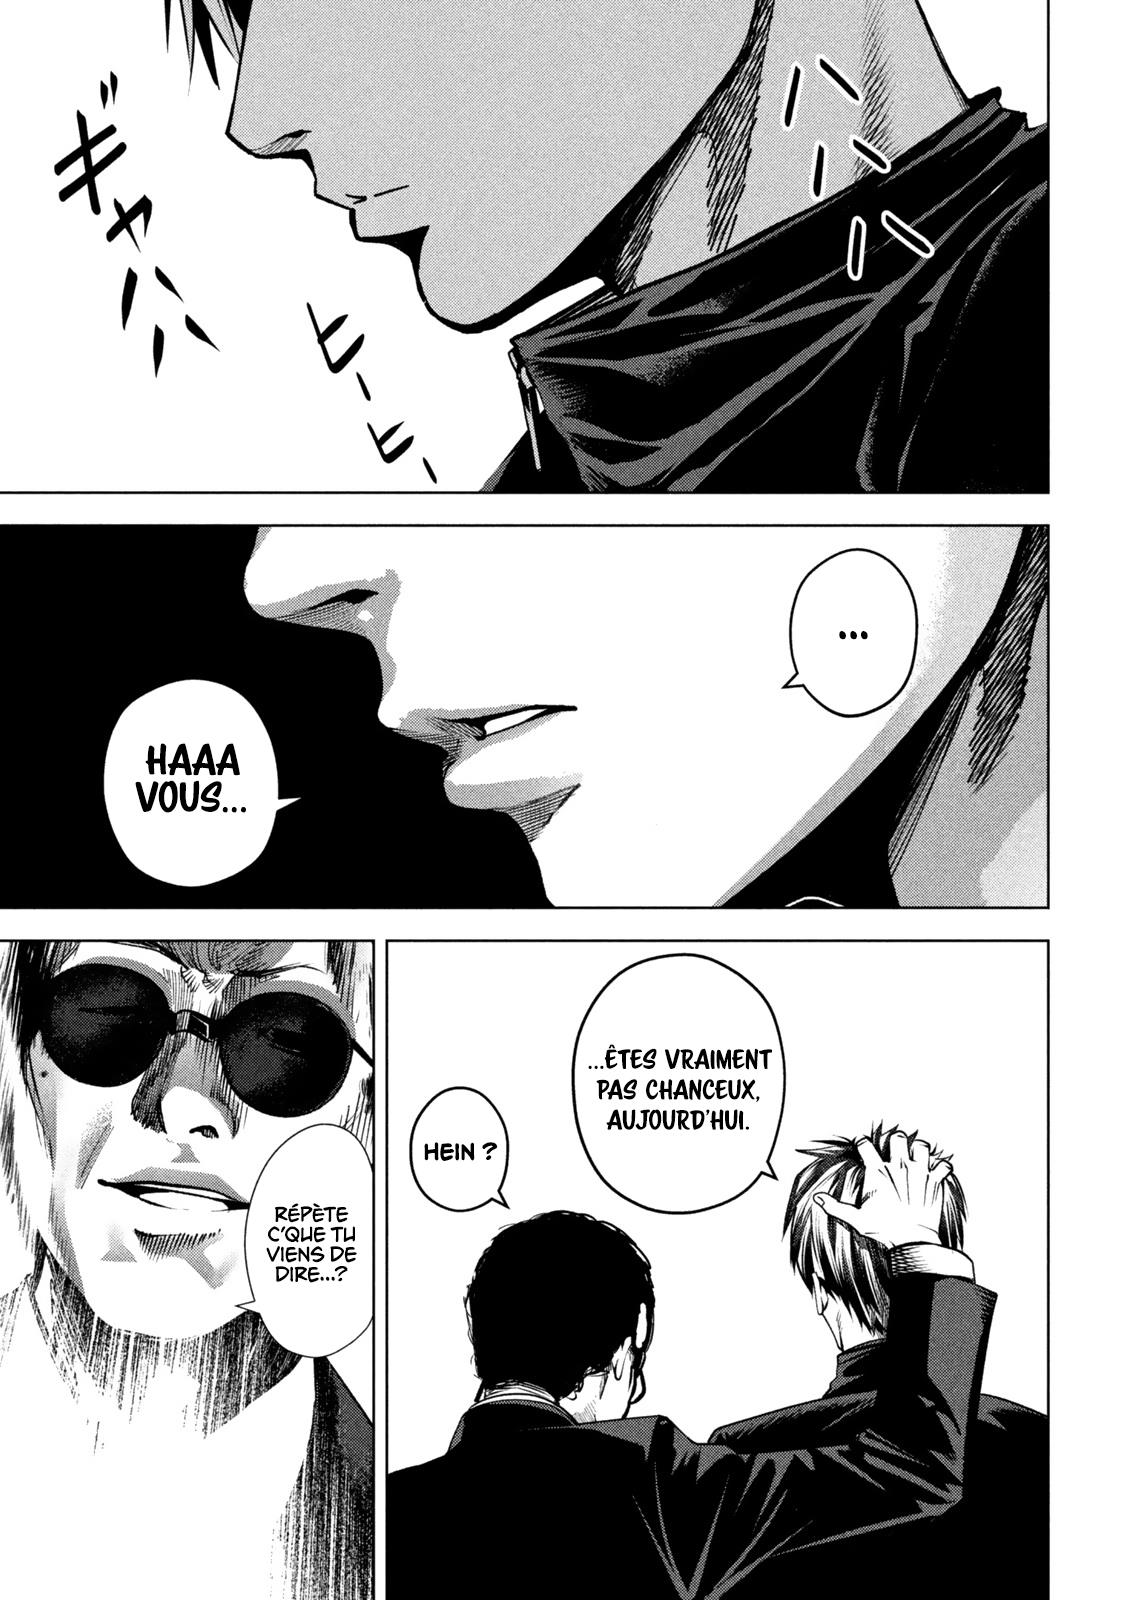 ハハハ
ギャハハ
ヒーヒー
...
HAAA
VOUS...
...ÊTES VRAIMENT
PAS CHANCEUX,
AUJOURD'HUI.
HEIN ?
RÉPÈTE
C'QUE TU
VIENS DE
DIRE...?